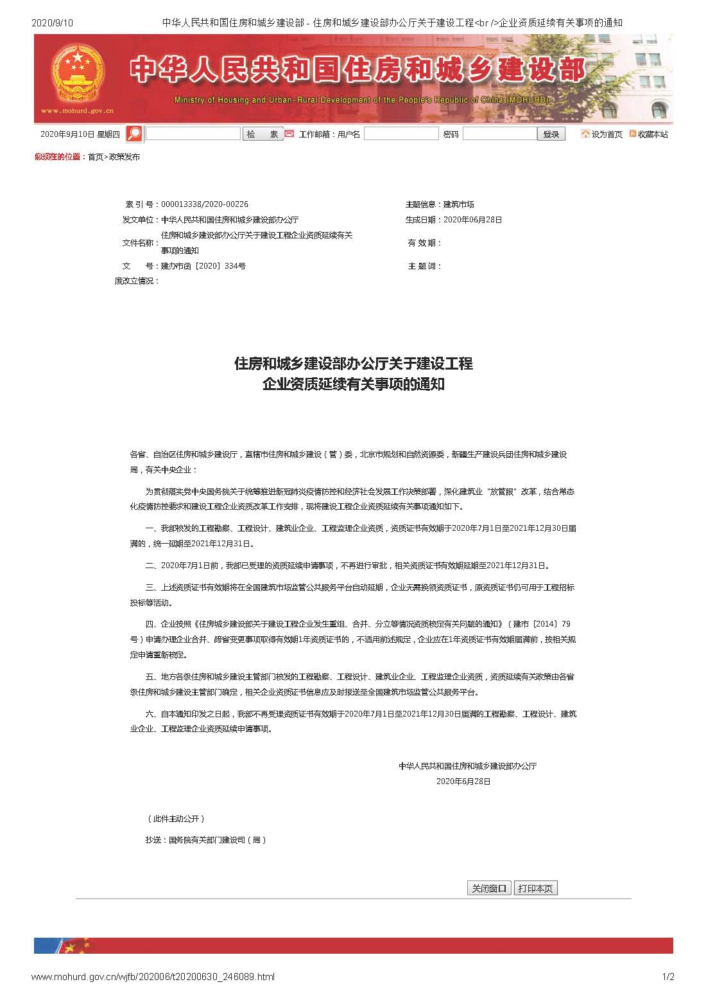 2020/9/10
中华人民共和国住房和城乡建设部 - 住房和城乡建设部办公厅关于建设工程<br />企业资质延续有关事项的通知
中华人民共和国住房和城乡建设部
Ministry of Housing and Urban-Rural Development of the People's Republic of China (MOHURD)
www.mohurd.gov.cn
2020年9月10日 星期四 检 索 工作邮箱：用户名 密码 登录 设为首页 收藏本站
您现在的位置：首页>政策发布
索 引 号：000013338/2020-00226 主题信息：建筑市场
发文单位：中华人民共和国住房和城乡建设部办公厅 生成日期：2020年06月28日
文件名称：住房和城乡建设部办公厅关于建设工程企业资质延续有关
事项的通知
有 效 期：
文 号：建办市函〔2020〕334号 主 题 词：
废改立情况：
住房和城乡建设部办公厅关于建设工程
企业资质延续有关事项的通知
各省、自治区住房和城乡建设厅，直辖市住房和城乡建设（管）委，北京市规划和自然资源委，新疆生产建设兵团住房和城乡建设
局，有关中央企业：
为贯彻落实党中央国务院关于统筹推进新冠肺炎疫情防控和经济社会发展工作决策部署，深化建筑业“放管服”改革，结合常态
化疫情防控要求和建设工程企业资质改革工作安排，现将建设工程企业资质延续有关事项通知如下。
一、我部核发的工程勘察、工程设计、建筑业企业、工程监理企业资质，资质证书有效期于2020年7月1日至2021年12月30日届
满的，统一延期至2021年12月31日。
二、2020年7月1日前，我部已受理的资质延续申请事项，不再进行审批，相关资质证书有效期延期至2021年12月31日。
三、上述资质证书有效期将在全国建筑市场监管公共服务平台自动延期，企业无需换领资质证书，原资质证书仍可用于工程招标
投标等活动。
四、企业按照《住房城乡建设部关于建设工程企业发生重组、合并、分立等情况资质核定有关问题的通知》（建市〔2014〕79
号）申请办理企业合并、跨省变更事项取得有效期1年资质证书的，不适用前述规定，企业应在1年资质证书有效期届满前，按相关规
定申请重新核定。
五、地方各级住房和城乡建设主管部门核发的工程勘察、工程设计、建筑业企业、工程监理企业资质，资质延续有关政策由各省
级住房和城乡建设主管部门确定，相关企业资质证书信息应及时报送至全国建筑市场监管公共服务平台。
六、自本通知印发之日起，我部不再受理资质证书有效期于2020年7月1日至2021年12月30日届满的工程勘察、工程设计、建筑
业企业、工程监理企业资质延续申请事项。
中华人民共和国住房和城乡建设部办公厅
2020年6月28日
（此件主动公开）
抄送：国务院有关部门建设司（局）
关闭窗口 打印本页
www.mohurd.gov.cn/wjfb/202006/t20200630_246089.html
1/2